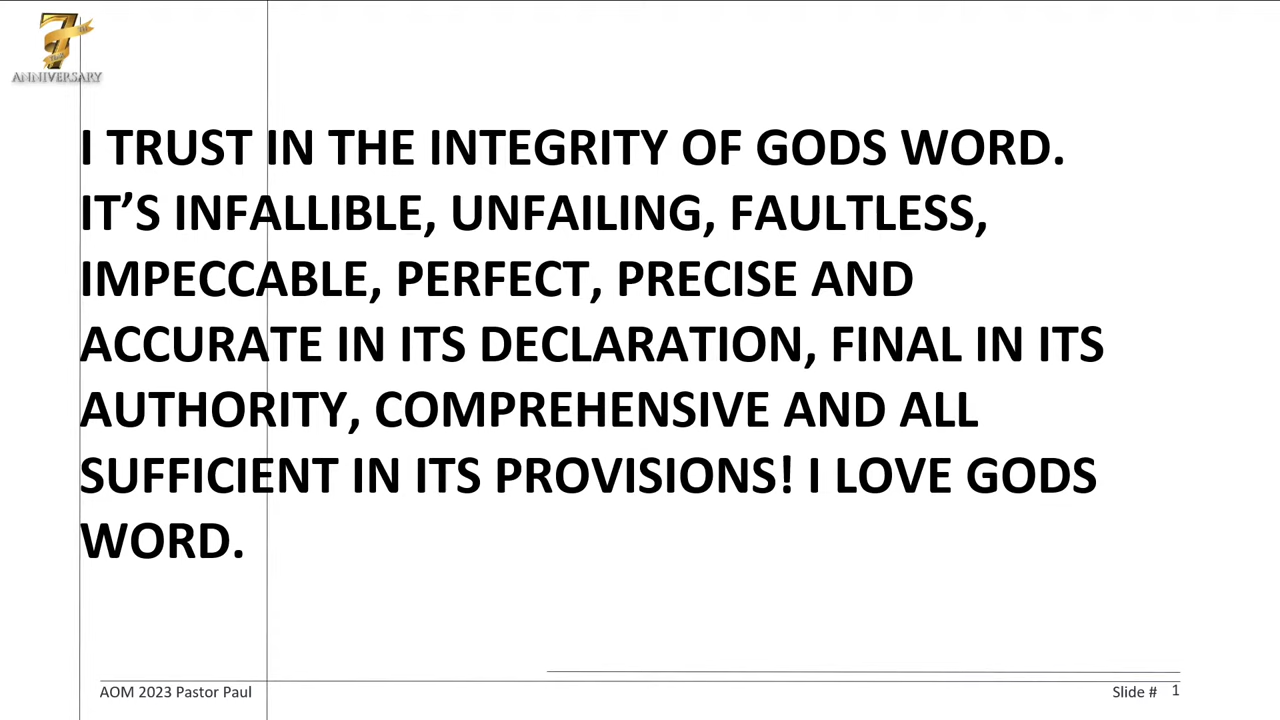 7
ANNIVERSARY
I TRUST IN THE INTEGRITY OF GODS WORD.
IT’S INFALLIBLE, UNFAILING, FAULTLESS,
IMPECCABLE, PERFECT, PRECISE AND
ACCURATE IN ITS DECLARATION, FINAL IN ITS
AUTHORITY, COMPREHENSIVE AND ALL
SUFFICIENT IN ITS PROVISIONS! I LOVE GODS
WORD.
AOM 2023 Pastor Paul
Slide # 1